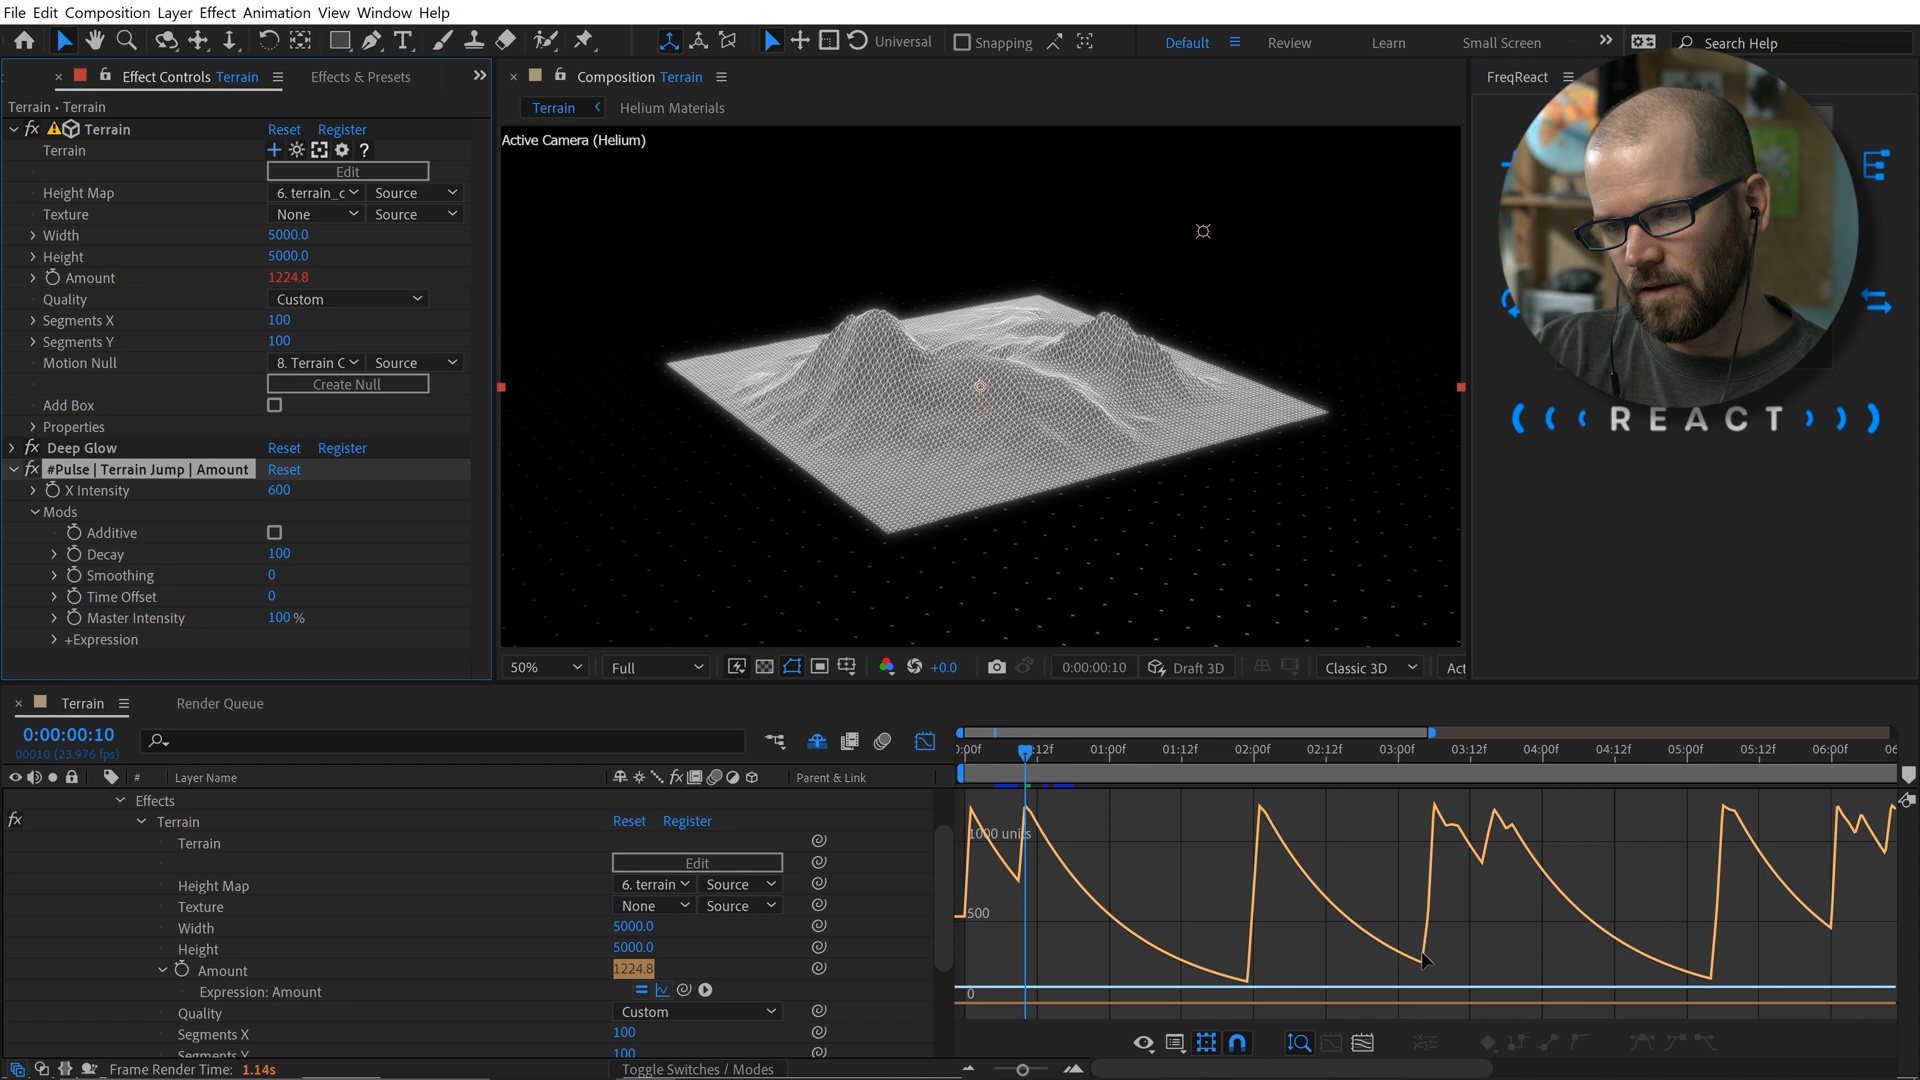 File Edit Composition Layer Effect Animation View Window Help
Universal Snapping Default Review Learn Small Screen Search Help
Effect Controls Terrain Effects & Presets
Composition Terrain
FreqReact
Terrain • Terrain
Terrain Helium Materials
Terrain Reset Register
Active Camera (Helium)
Terrain ?
Edit
Height Map 6. terrain_c Source
Texture None Source
Width 5000.0
Height 5000.0
Amount 1224.8
Quality Custom
Segments X 100
Segments Y 100
Motion Null 8. Terrain C Source
Create Null
Add Box
Properties
Deep Glow Reset Register
#Pulse | Terrain Jump | Amount Reset
X Intensity 600
Mods
Additive
Decay 100
Smoothing 0
Time Offset 0
Master Intensity 100 %
+Expression
REACT
50% Full +0.0 0:00:00:10 Draft 3D Classic 3D Act
Terrain Render Queue
0:00:00:10
00010 (23.976 fps)
# Layer Name Parent & Link
Effects
Terrain Reset Register
Terrain
Edit
Height Map 6. terrain Source
Texture None Source
Width 5000.0
Height 5000.0
Amount 1224.8
Expression: Amount
Quality Custom
Segments X 100
Segments Y 100
Frame Render Time: 1.14s Toggle Switches / Modes
):00f :12f 01:00f 01:12f 02:00f 02:12f 03:00f 03:12f 04:00f 04:12f 05:00f 05:12f 06:00f 06
1000 units
500
0